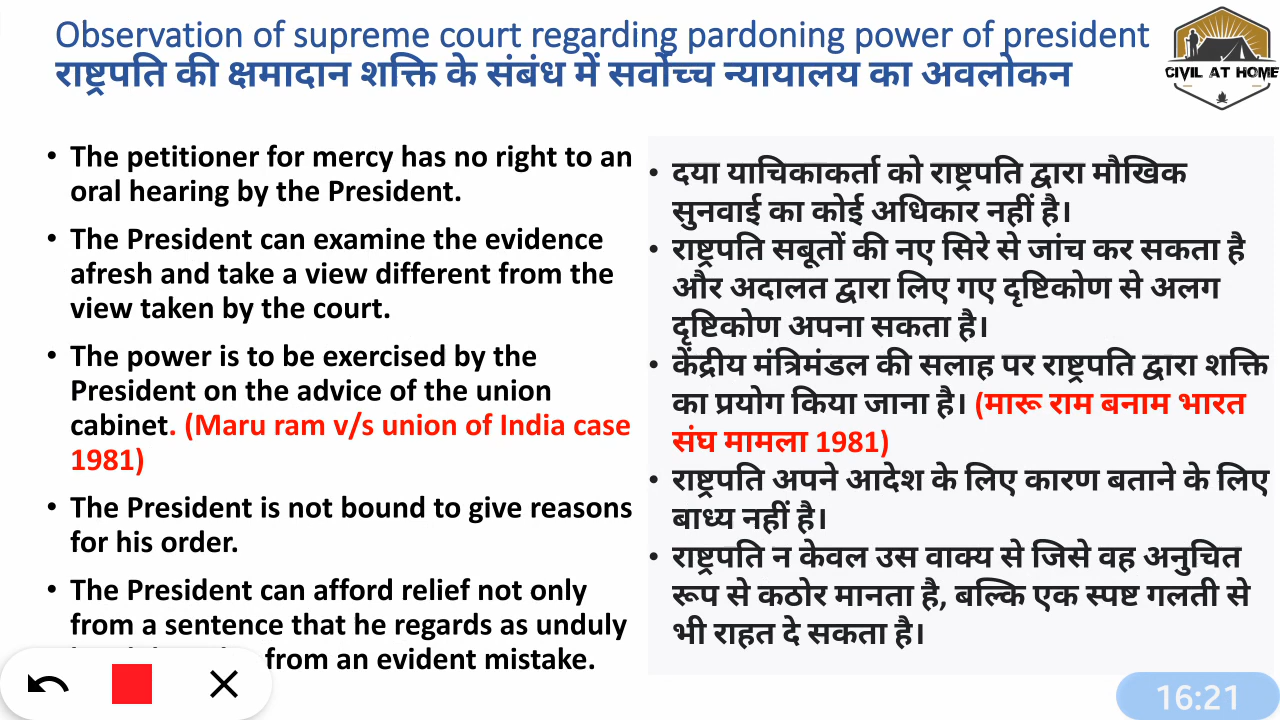 Observation of supreme court regarding pardoning power of president
राष्ट्रपति की क्षमादान शक्ति के संबंध में सर्वोच्च न्यायालय का अवलोकन
CIVIL AT HOME
• The petitioner for mercy has no right to an
oral hearing by the President.
• The President can examine the evidence
afresh and take a view different from the
view taken by the court.
• The power is to be exercised by the
President on the advice of the union
cabinet. (Maru ram v/s union of India case
1981)
• The President is not bound to give reasons
for his order.
• The President can afford relief not only
from a sentence that he regards as unduly
from an evident mistake.
• दया याचिकाकर्ता को राष्ट्रपति द्वारा मौखिक
सुनवाई का कोई अधिकार नहीं है।
• राष्ट्रपति सबूतों की नए सिरे से जांच कर सकता है
और अदालत द्वारा लिए गए दृष्टिकोण से अलग
दृष्टिकोण अपना सकता है।
• केंद्रीय मंत्रिमंडल की सलाह पर राष्ट्रपति द्वारा शक्ति
का प्रयोग किया जाना है। (मारू राम बनाम भारत
संघ मामला 1981)
• राष्ट्रपति अपने आदेश के लिए कारण बताने के लिए
बाध्य नहीं है।
• राष्ट्रपति न केवल उस वाक्य से जिसे वह अनुचित
रूप से कठोर मानता है, बल्कि एक स्पष्ट गलती से
भी राहत दे सकता है।
16:21